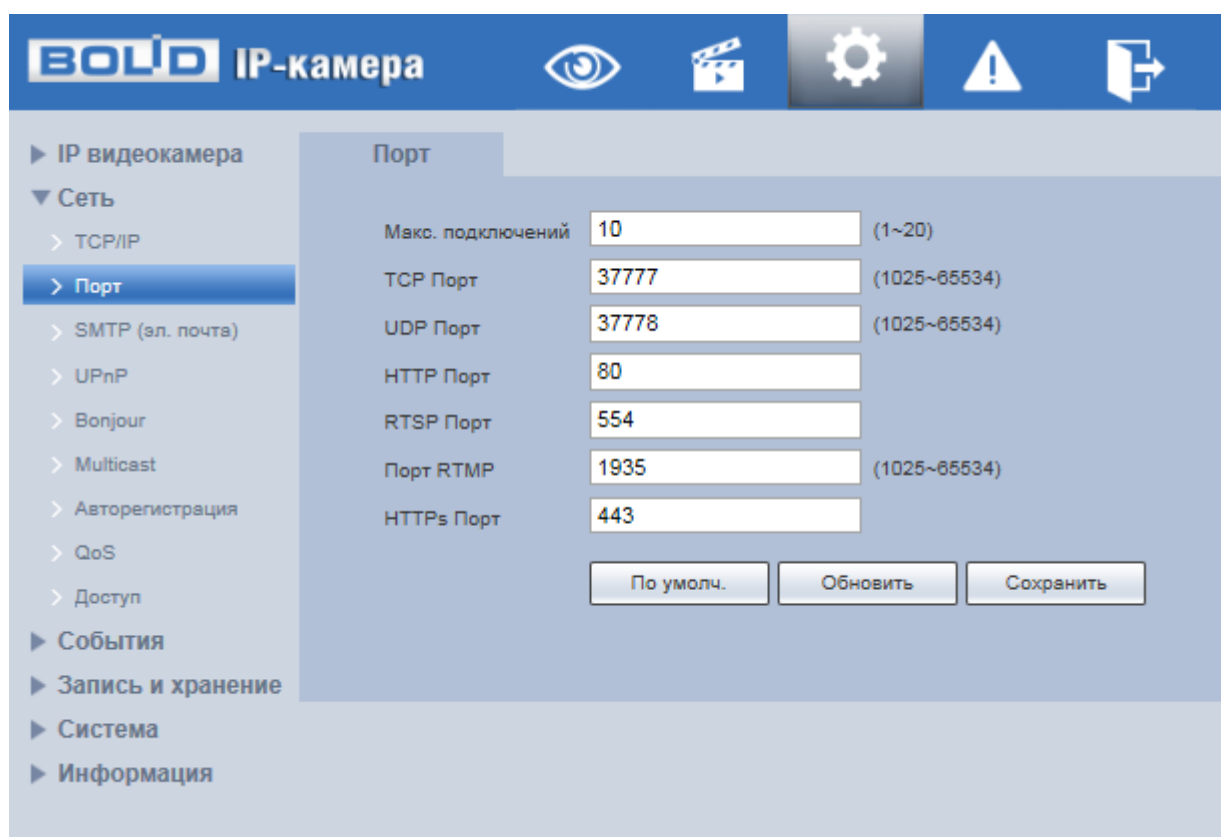 BOLID IP-камера
IP видеокамера
Сеть
TCP/IP
Порт
SMTP (эл. почта)
UPnP
Bonjour
Multicast
Авторегистрация
QoS
Доступ
События
Запись и хранение
Система
Информация
Порт
Макс. подключений 10 (1~20)
TCP Порт 37777 (1025~65534)
UDP Порт 37778 (1025~65534)
HTTP Порт 80
RTSP Порт 554
Порт RTMP 1935 (1025~65534)
HTTPs Порт 443
По умолч. Обновить Сохранить